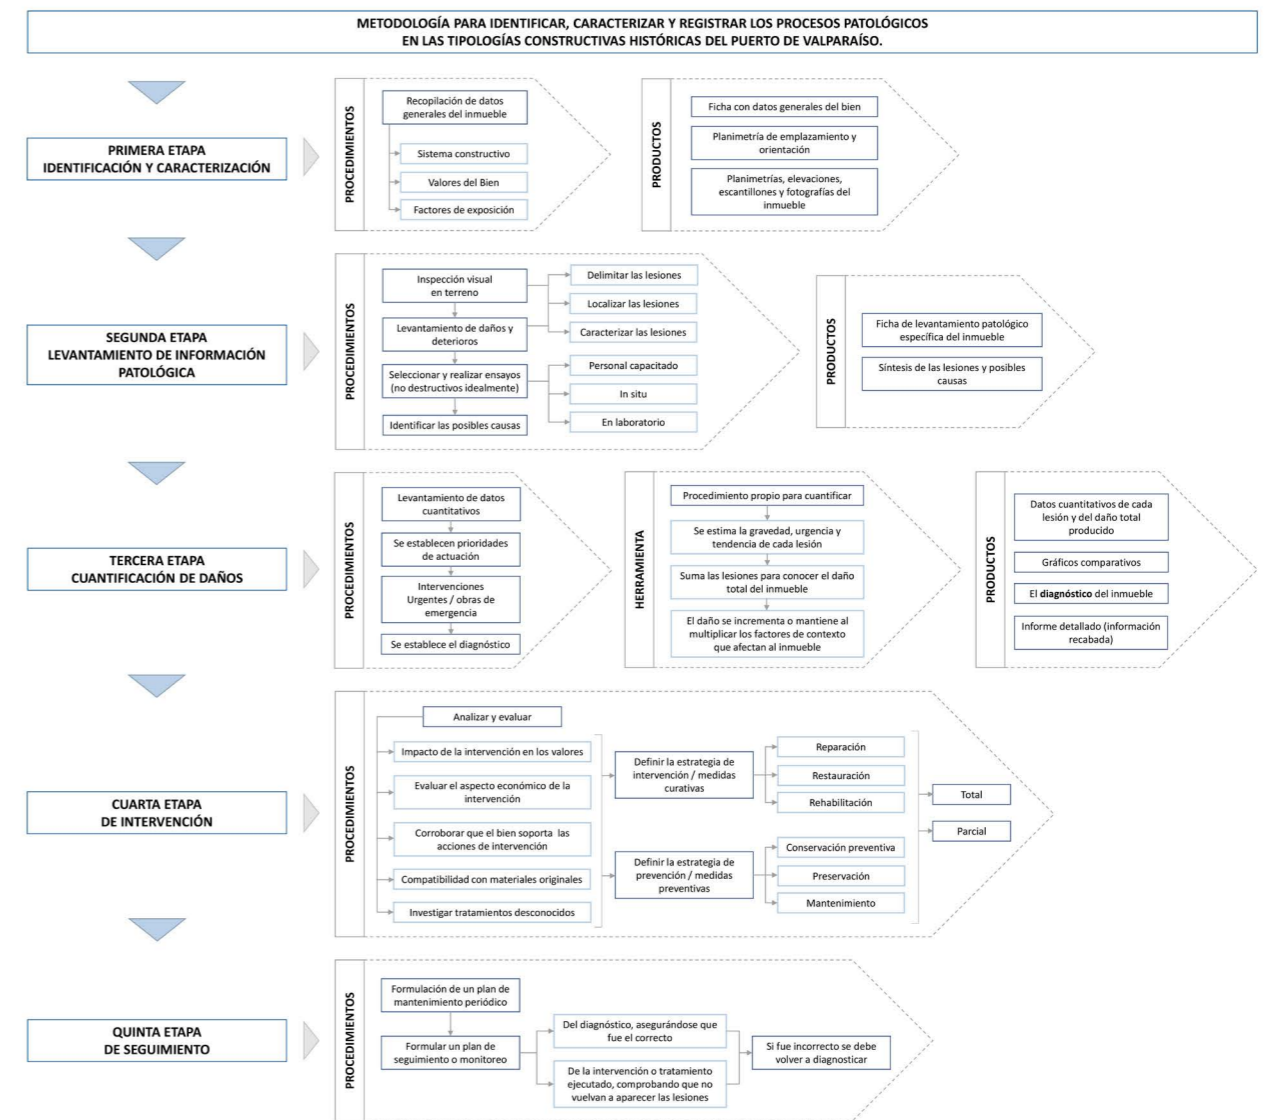 METODOLOGÍA PARA IDENTIFICAR, CARACTERIZAR Y REGISTRAR LOS PROCESOS PATOLÓGICOS
EN LAS TIPOLOGÍAS CONSTRUCTIVAS HISTÓRICAS DEL PUERTO DE VALPARAÍSO.
PRIMERA ETAPA
IDENTIFICACIÓN Y CARACTERIZACIÓN
PROCEDIMIENTOS
Recopilación de datos
generales del inmueble
Sistema constructivo
Valores del Bien
Factores de exposición
PRODUCTOS
Ficha con datos generales del bien
Planimetría de emplazamiento y
orientación
Planimetrías, elevaciones,
escantillones y fotografías del
inmueble
SEGUNDA ETAPA
LEVANTAMIENTO DE INFORMACIÓN
PATOLÓGICA
PROCEDIMIENTOS
Inspección visual
en terreno
Levantamiento de daños y
deterioros
Seleccionar y realizar ensayos
(no destructivos idealmente)
Identificar las posibles causas
Delimitar las lesiones
Localizar las lesiones
Caracterizar las lesiones
Personal capacitado
In situ
En laboratorio
PRODUCTOS
Ficha de levantamiento patológico
específica del inmueble
Síntesis de las lesiones y posibles
causas
TERCERA ETAPA
CUANTIFICACIÓN DE DAÑOS
PROCEDIMIENTOS
Levantamiento de datos
cuantitativos
Se establecen prioridades
de actuación
Intervenciones
Urgentes / obras de
emergencia
Se establece el diagnóstico
HERRAMIENTA
Procedimiento propio para cuantificar
Se estima la gravedad, urgencia y
tendencia de cada lesión
Suma las lesiones para conocer el daño
total del inmueble
El daño se incrementa o mantiene al
multiplicar los factores de contexto
que afectan al inmueble
PRODUCTOS
Datos cuantitativos de cada
lesión y del daño total
producido
Gráficos comparativos
El diagnóstico del inmueble
Informe detallado (información
recabada)
CUARTA ETAPA
DE INTERVENCIÓN
PROCEDIMIENTOS
Analizar y evaluar
Impacto de la intervención en los valores
Evaluar el aspecto económico de la
intervención
Corroborar que el bien soporta las
acciones de intervención
Compatibilidad con materiales originales
Investigar tratamientos desconocidos
Definir la estrategia de
intervención / medidas
curativas
Definir la estrategia de
prevención / medidas
preventivas
Reparación
Restauración
Rehabilitación
Conservación preventiva
Preservación
Mantenimiento
Total
Parcial
QUINTA ETAPA
DE SEGUIMIENTO
PROCEDIMIENTOS
Formulación de un plan de
mantenimiento periódico
Formular un plan de
seguimiento o monitoreo
Del diagnóstico, asegurándose que
fue el correcto
De la intervención o tratamiento
ejecutado, comprobando que no
vuelvan a aparecer las lesiones
Si fue incorrecto se debe
volver a diagnosticar